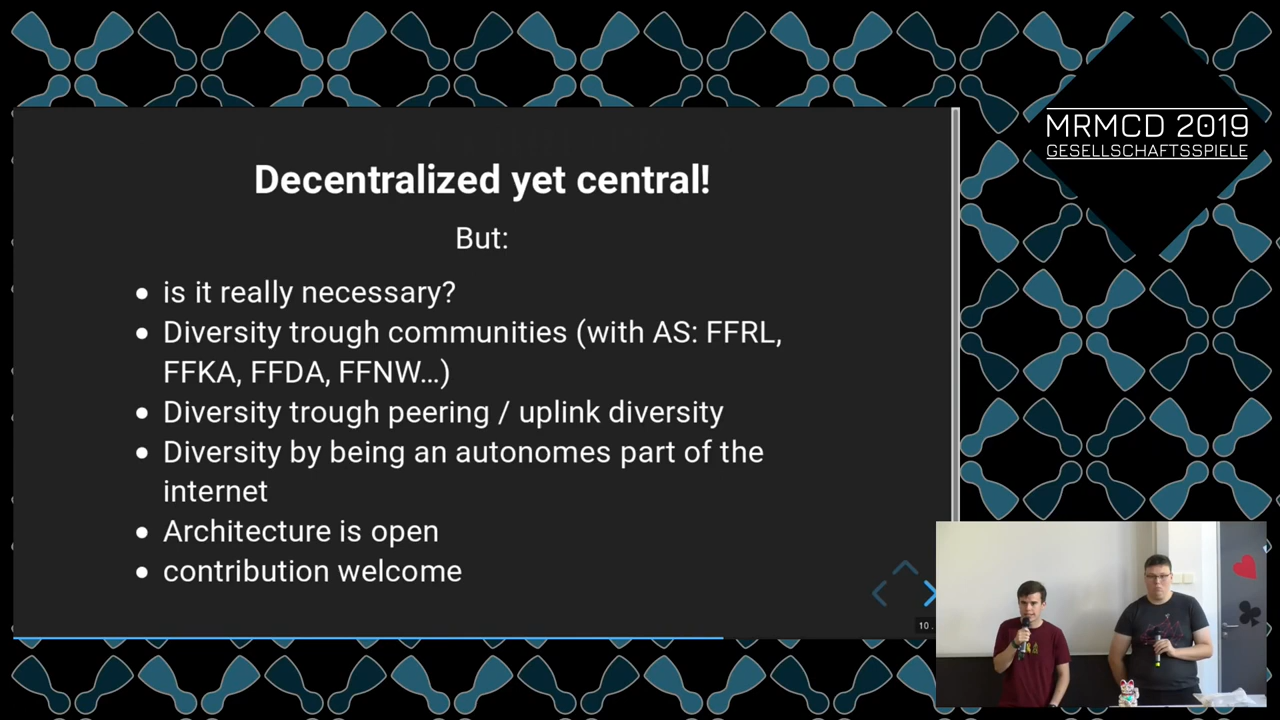 MRMCD 2019
GESELLSCHAFTSSPIELE
Decentralized yet central!
But:
• is it really necessary?
• Diversity trough communities (with AS: FFRL,
FFKA, FFDA, FFNW…)
• Diversity trough peering / uplink diversity
• Diversity by being an autonomes part of the
internet
• Architecture is open
• contribution welcome
10 .